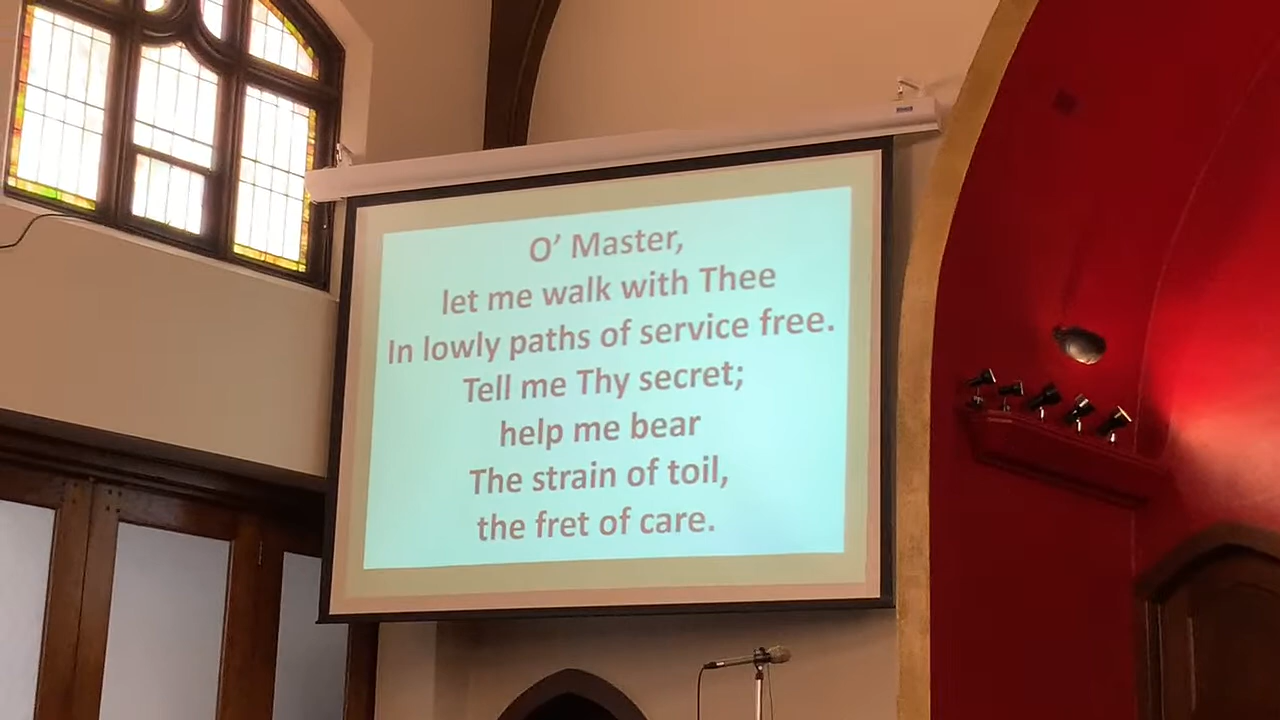 O’ Master,
let me walk with Thee
In lowly paths of service free.
Tell me Thy secret;
help me bear
The strain of toil,
the fret of care.